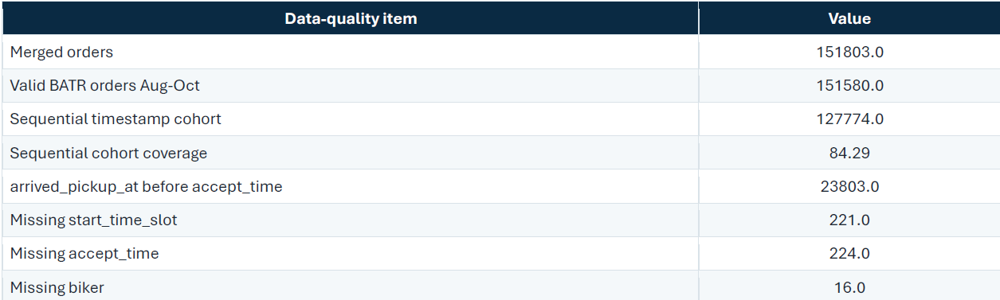 Data-quality item Value
Merged orders 151803.0
Valid BATR orders Aug-Oct 151580.0
Sequential timestamp cohort 127774.0
Sequential cohort coverage 84.29
arrived_pickup_at before accept_time 23803.0
Missing start_time_slot 221.0
Missing accept_time 224.0
Missing biker 16.0